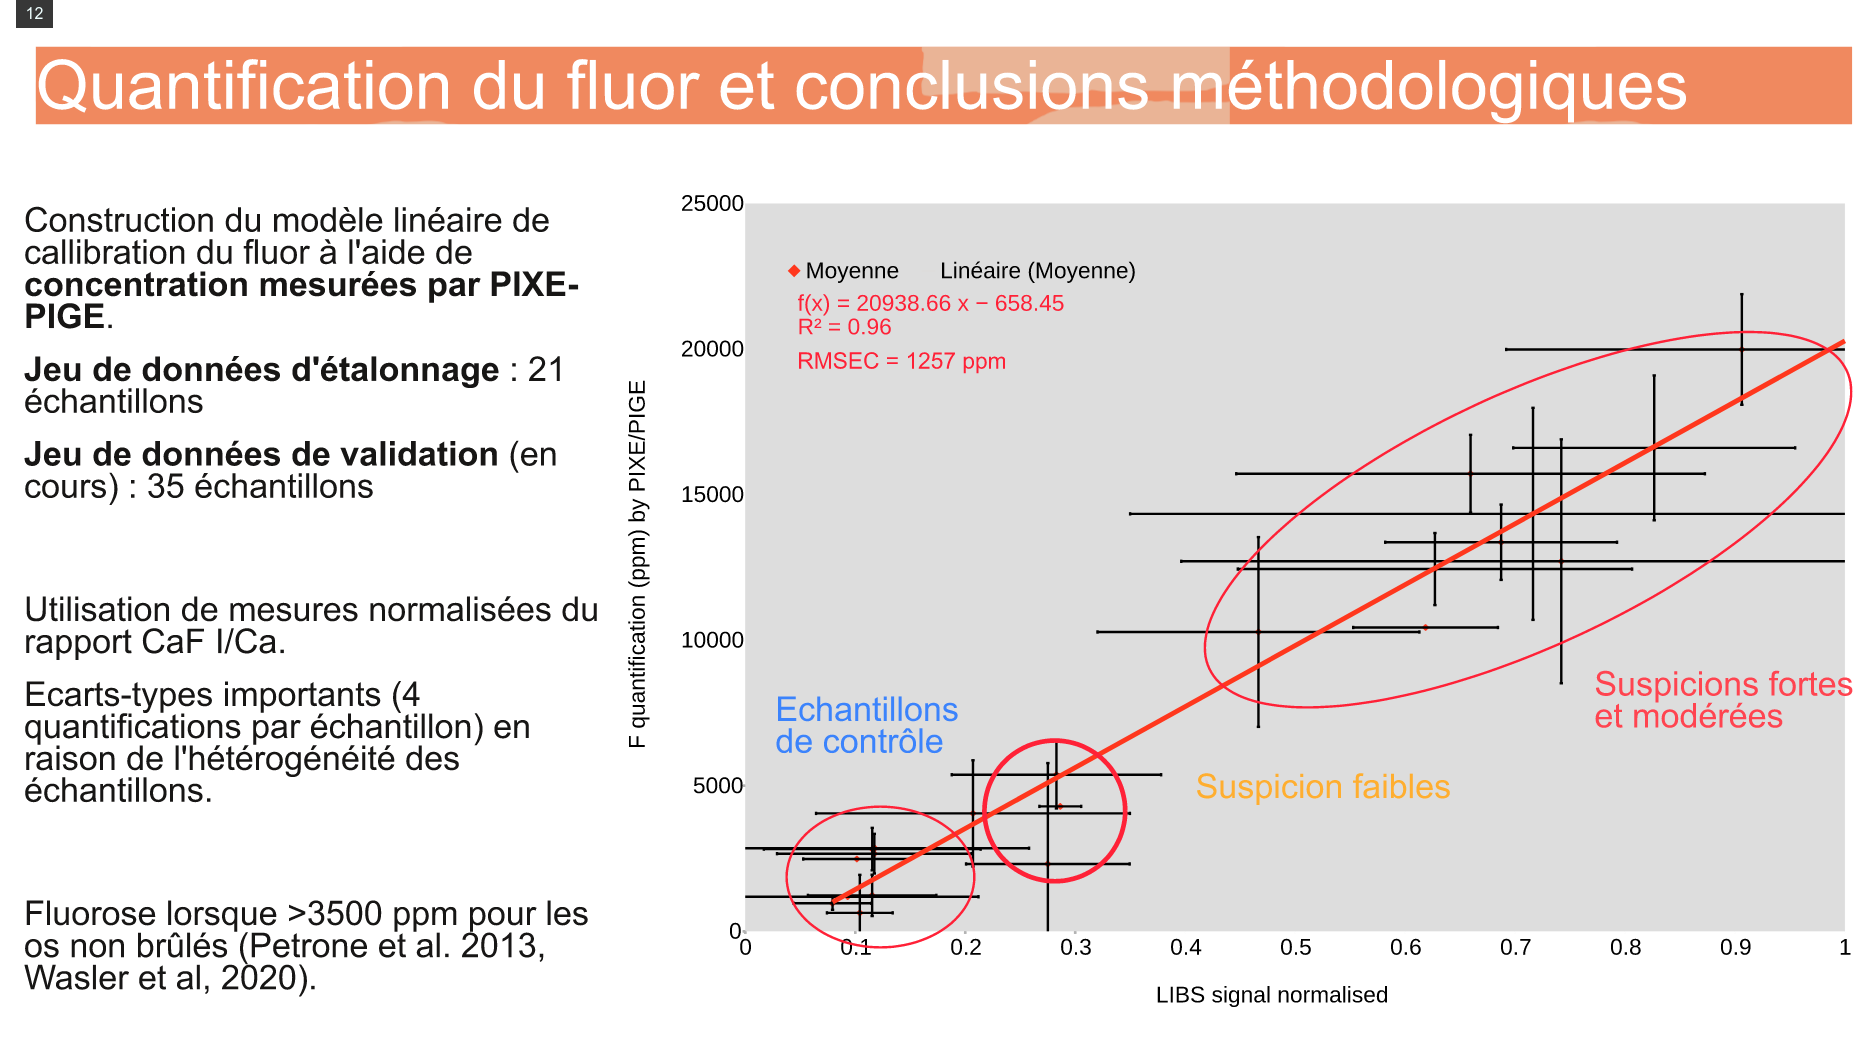 12
Quantification du fluor et conclusions méthodologiques
Construction du modèle linéaire de
callibration du fluor à l'aide de
concentration mesurées par PIXE-
PIGE.
Jeu de données d'étalonnage : 21
échantillons
Jeu de données de validation (en
cours) : 35 échantillons
Utilisation de mesures normalisées du
rapport CaF I/Ca.
Ecarts-types importants (4
quantifications par échantillon) en
raison de l'hétérogénéité des
échantillons.
Fluorose lorsque >3500 ppm pour les
os non brûlés (Petrone et al. 2013,
Wasler et al, 2020).
F quantification (ppm) by PIXE/PIGE
25000
20000
15000
10000
5000
0
Moyenne Linéaire (Moyenne)
f(x) = 20938.66 x − 658.45
R² = 0.96
RMSEC = 1257 ppm
Echantillons
de contrôle
Suspicion faibles
Suspicions fortes
et modérées
0 0.1 0.2 0.3 0.4 0.5 0.6 0.7 0.8 0.9 1
LIBS signal normalised